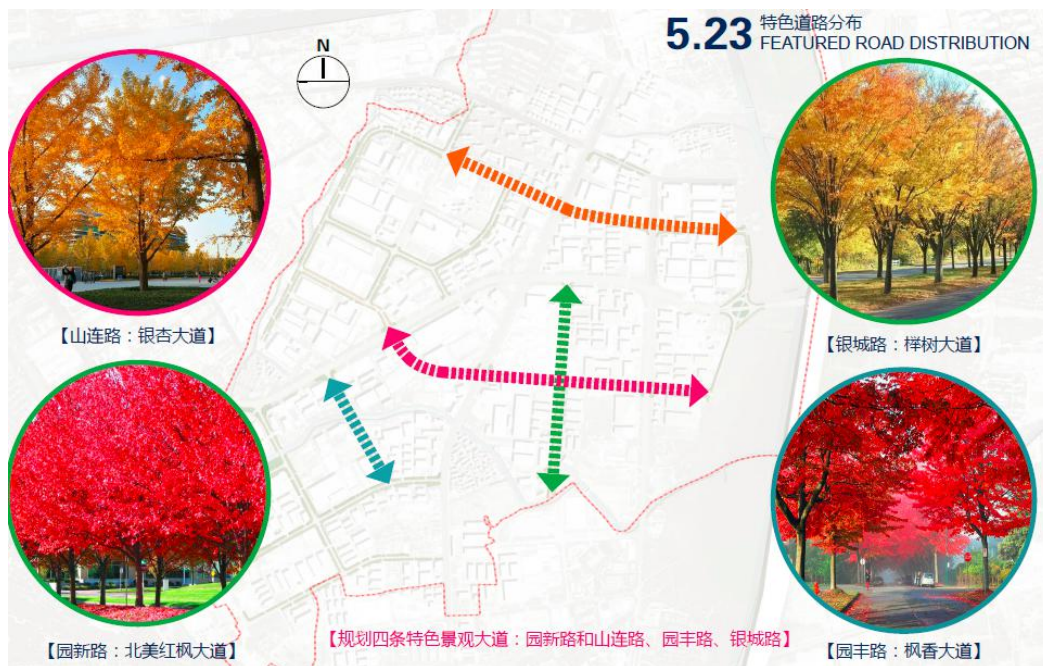 5.23 特色道路分布
FEATURED ROAD DISTRIBUTION
N
【山连路：银杏大道】
【银城路：榉树大道】
【园新路：北美红枫大道】
【规划四条特色景观大道：园新路和山连路、园丰路、银城路】
【园丰路：枫香大道】